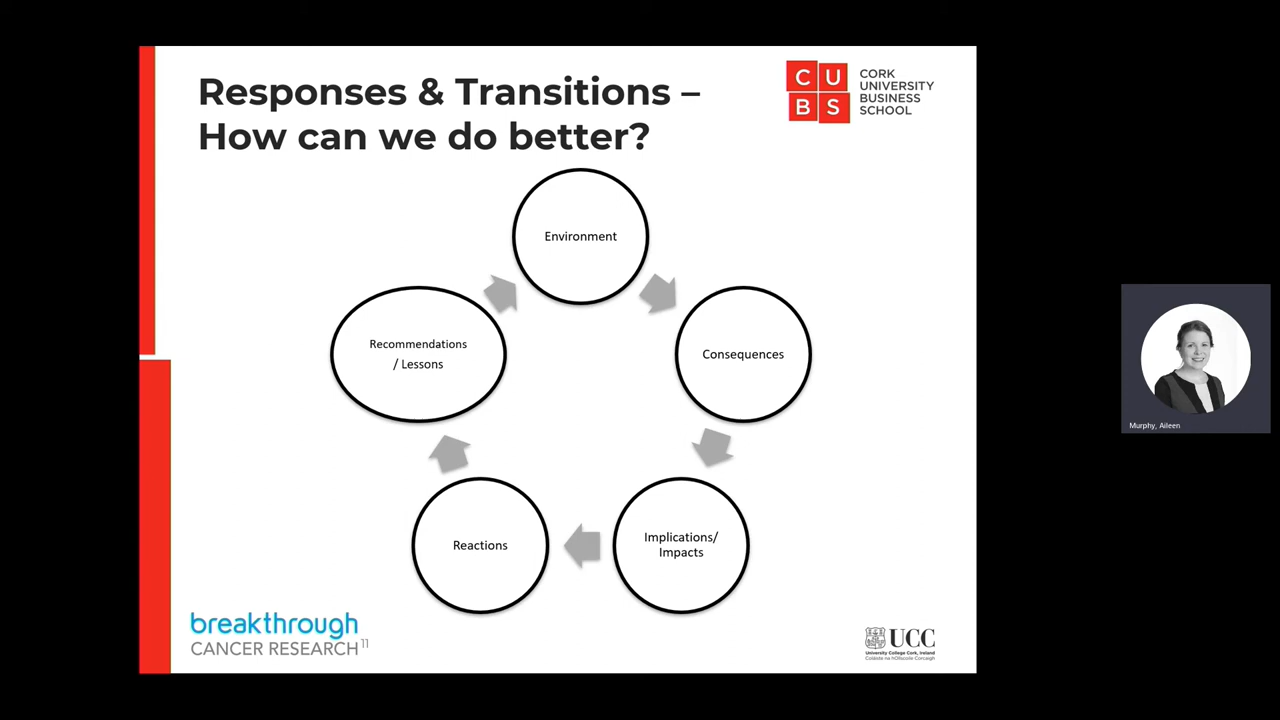 Responses & Transitions –
How can we do better?
C U
B S
CORK
UNIVERSITY
BUSINESS
SCHOOL
Environment
Consequences
Implications/
Impacts
Reactions
Recommendations
/ Lessons
breakthrough
CANCER RESEARCH
11
UCC
University College Cork, Ireland
Coláiste na hOllscoile Corcaigh
Murphy, Aileen